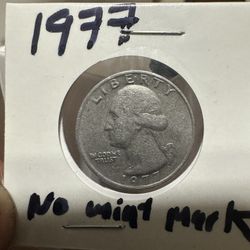 1977
LIBERTY
IN GOD WE
TRUST
1977
No mint mark